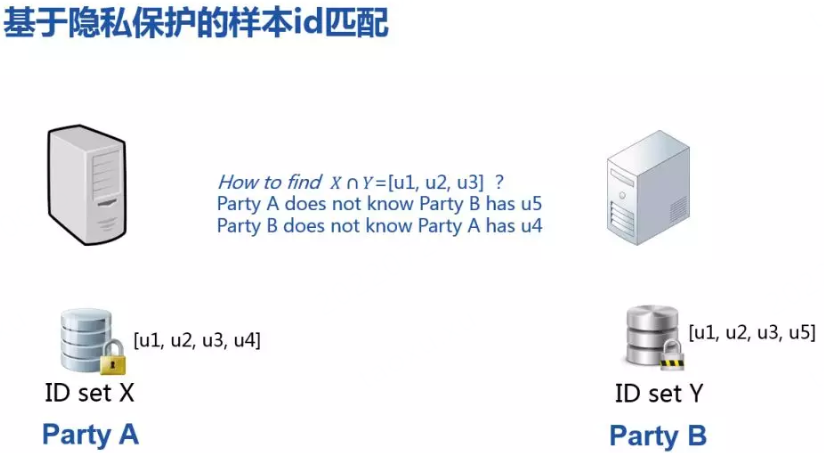 基于隐私保护的样本id匹配
How to find X ∩ Y=[u1, u2, u3] ?
Party A does not know Party B has u5
Party B does not know Party A has u4
[u1, u2, u3, u4]
[u1, u2, u3, u5]
ID set X
ID set Y
Party A
Party B